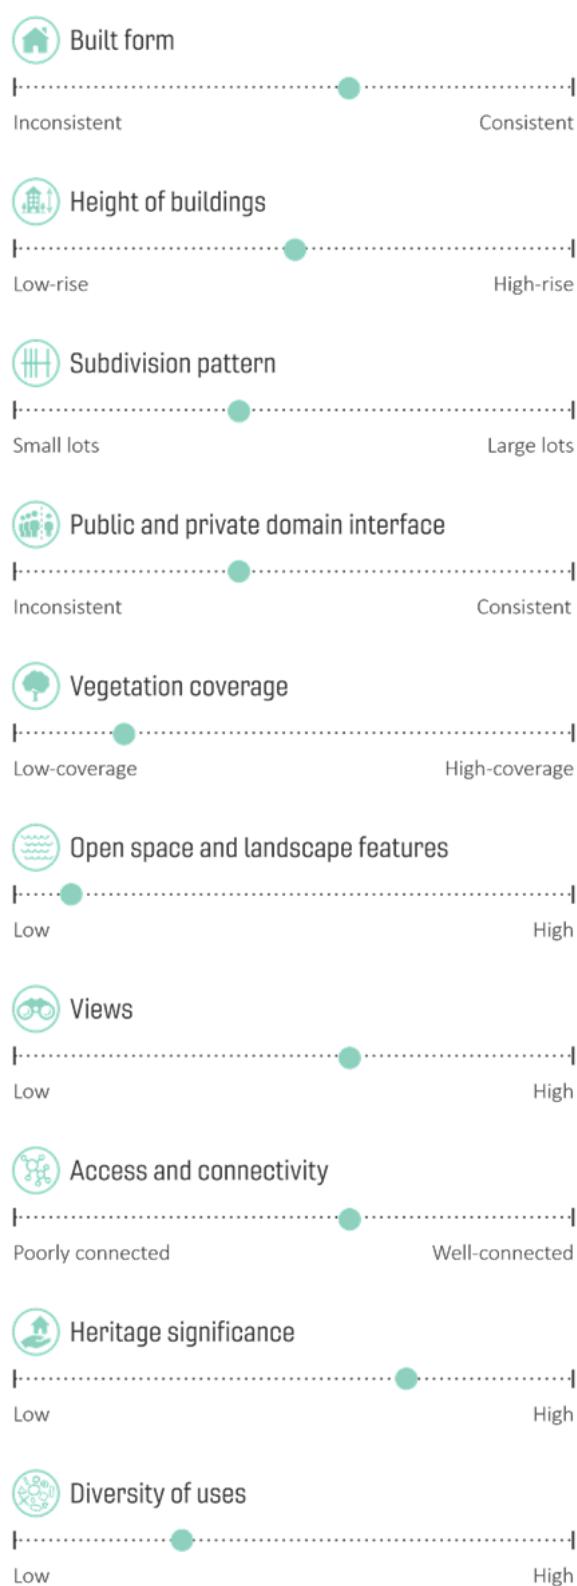 Built form
Inconsistent Consistent
Height of buildings
Low-rise High-rise
Subdivision pattern
Small lots Large lots
Public and private domain interface
Inconsistent Consistent
Vegetation coverage
Low-coverage High-coverage
Open space and landscape features
Low High
Views
Low High
Access and connectivity
Poorly connected Well-connected
Heritage significance
Low High
Diversity of uses
Low High